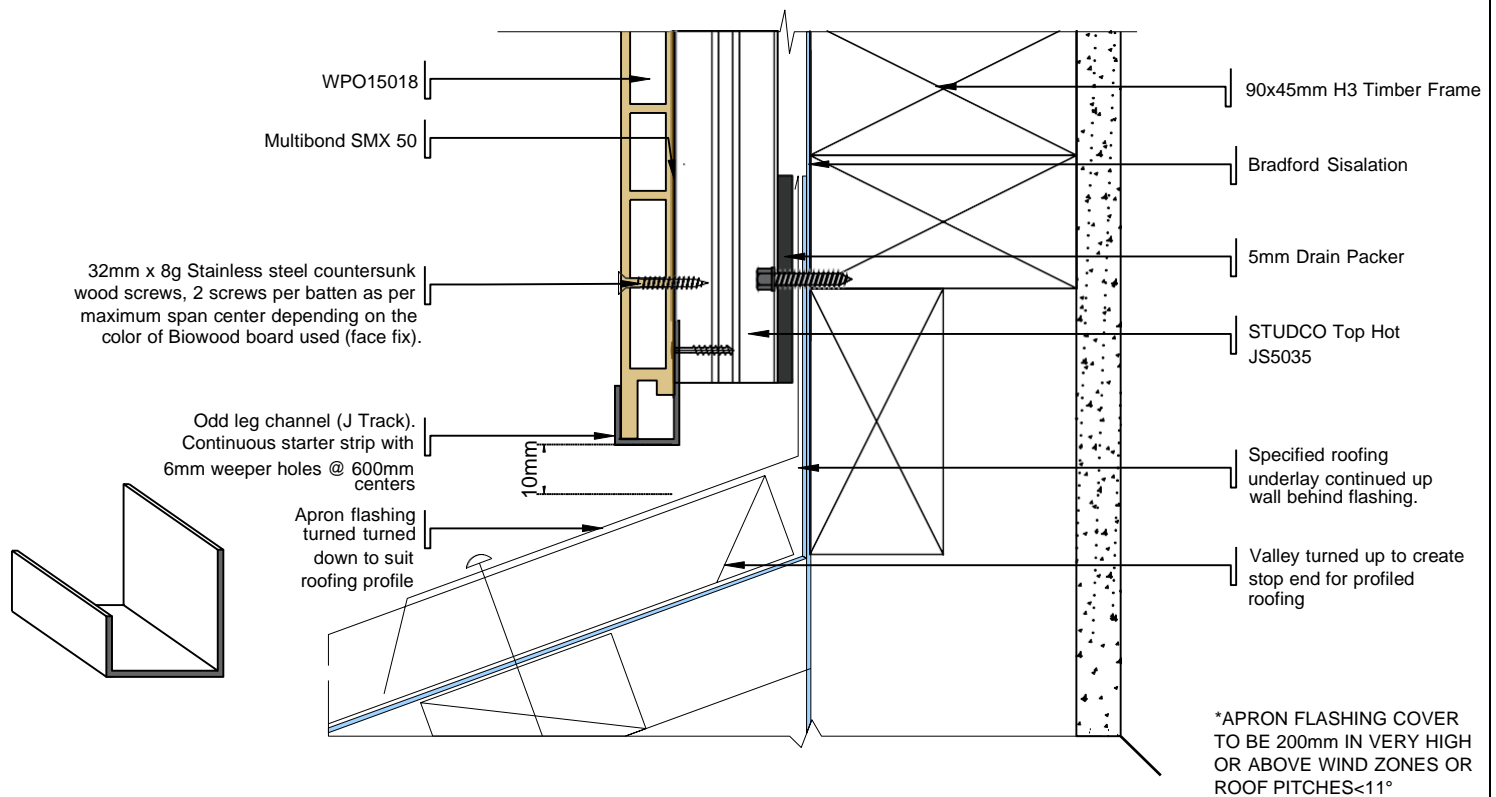 WPO15018
Multibond SMX 50
32mm x 8g Stainless steel countersunk
wood screws, 2 screws per batten as per
maximum span center depending on the
color of Biowood board used (face fix).
Odd leg channel (J Track).
Continuous starter strip with
6mm weeper holes @ 600mm
centers
10mm
Apron flashing
turned turned
down to suit
roofing profile
90x45mm H3 Timber Frame
Bradford Sisalation
5mm Drain Packer
STUDCO Top Hot
JS5035
Specified roofing
underlay continued up
wall behind flashing.
Valley turned up to create
stop end for profiled
roofing
*APRON FLASHING COVER
TO BE 200mm IN VERY HIGH
OR ABOVE WIND ZONES OR
ROOF PITCHES<11°